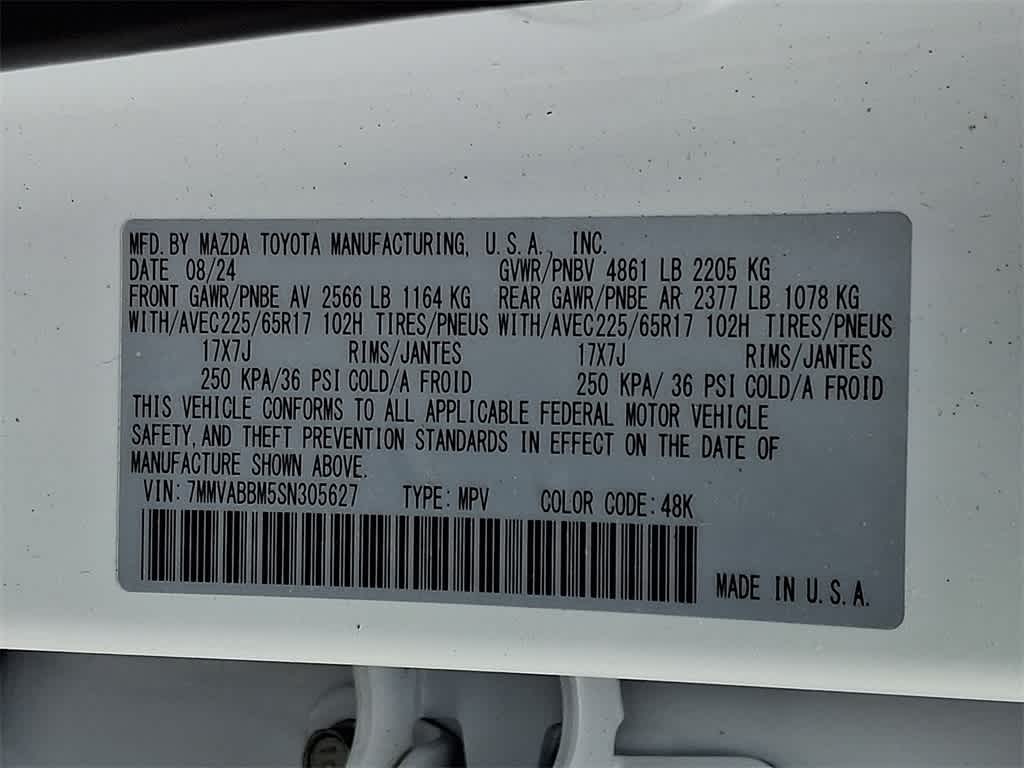 MFD. BY MAZDA TOYOTA MANUFACTURING, U.S.A., INC.
DATE 08/24 GVWR/PNBV 4861 LB 2205 KG
FRONT GAWR/PNBE AV 2566 LB 1164 KG REAR GAWR/PNBE AR 2377 LB 1078 KG
WITH/AVEC225/65R17 102H TIRES/PNEUS WITH/AVEC225/65R17 102H TIRES/PNEUS
17X7J RIMS/JANTES 17X7J RIMS/JANTES
250 KPA/36 PSI COLD/A FROID 250 KPA/ 36 PSI COLD/A FROID
THIS VEHICLE CONFORMS TO ALL APPLICABLE FEDERAL MOTOR VEHICLE
SAFETY, AND THEFT PREVENTION STANDARDS IN EFFECT ON THE DATE OF
MANUFACTURE SHOWN ABOVE.
VIN: 7MMVABBM5SN305627 TYPE: MPV COLOR CODE: 48K
MADE IN U.S.A.